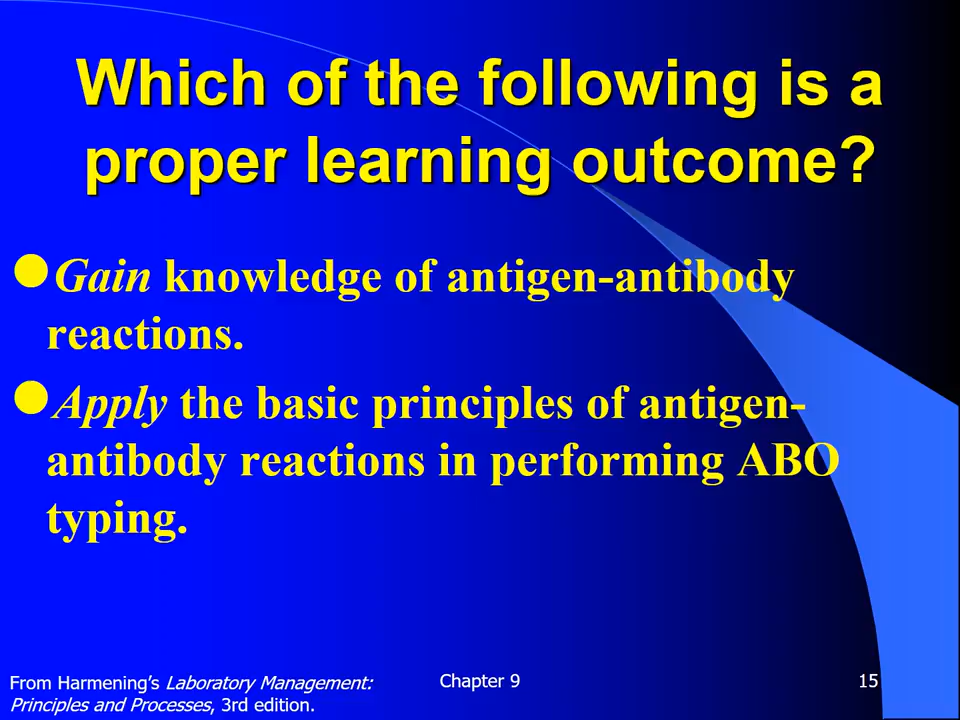 Which of the following is a
proper learning outcome?
Gain knowledge of antigen-antibody
reactions.
Apply the basic principles of antigen-
antibody reactions in performing ABO
typing.
From Harmening’s Laboratory Management:
Principles and Processes, 3rd edition.
Chapter 9
15